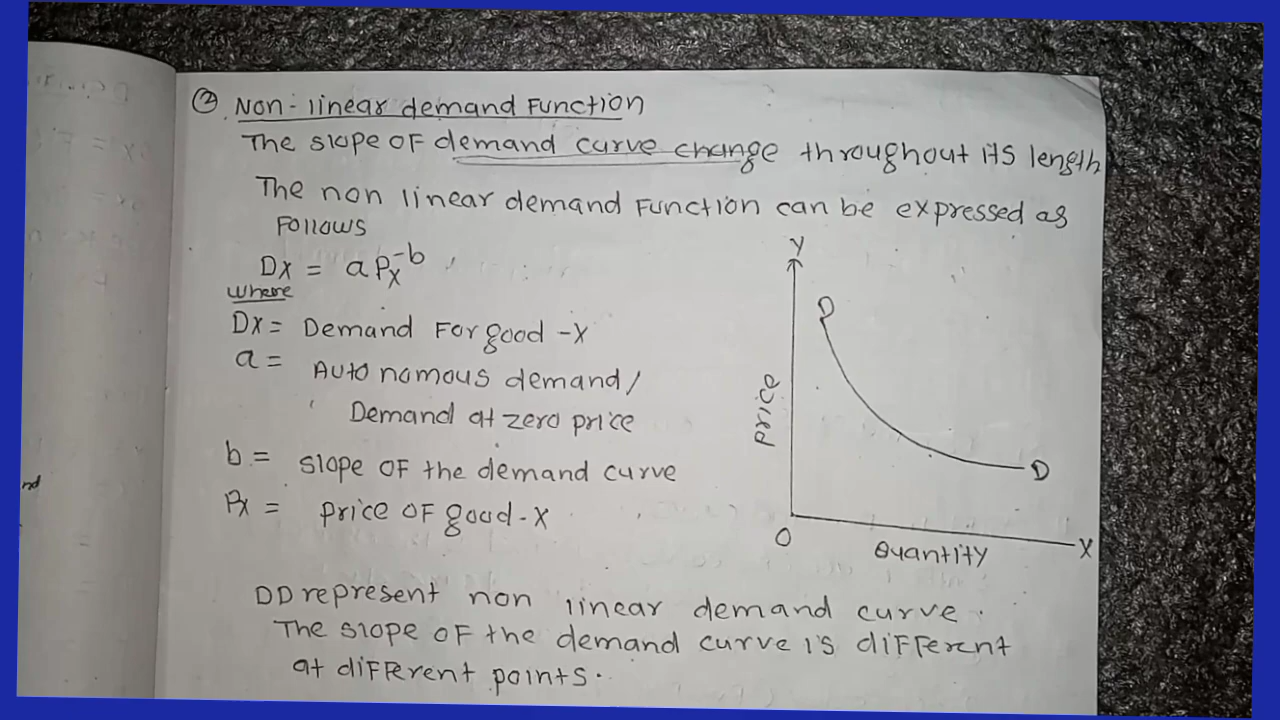 ② Non-linear demand Function
The slope of demand curve change throughout its length
The non linear demand Function can be expressed as
Follows
Dx = aPx^-b
where
Dx = Demand For good -X
a = Autonomous demand/
Demand at zero price
b = slope of the demand curve
Px = price of good-X
Y
D
price
D
O
Quantity
X
DD represent non linear demand curve.
The slope of the demand curve is different
at different points.
nd